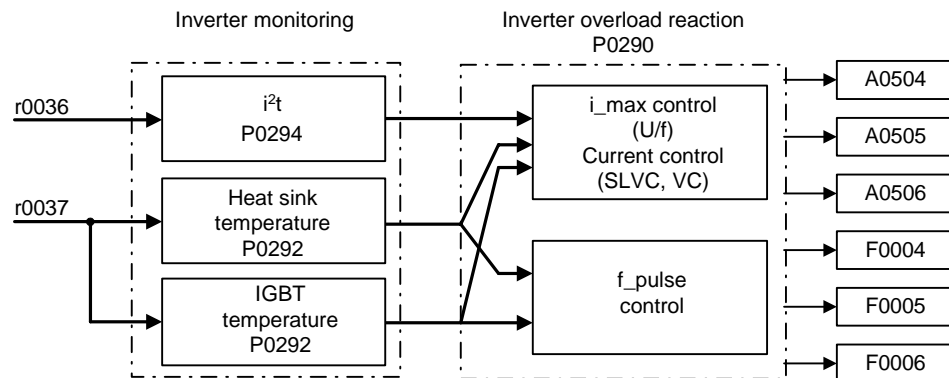 Inverter monitoring
Inverter overload reaction
P0290
r0036
i²t
P0294
r0037
Heat sink
temperature
P0292
IGBT
temperature
P0292
i_max control
(U/f)
Current control
(SLVC, VC)
f_pulse
control
A0504
A0505
A0506
F0004
F0005
F0006